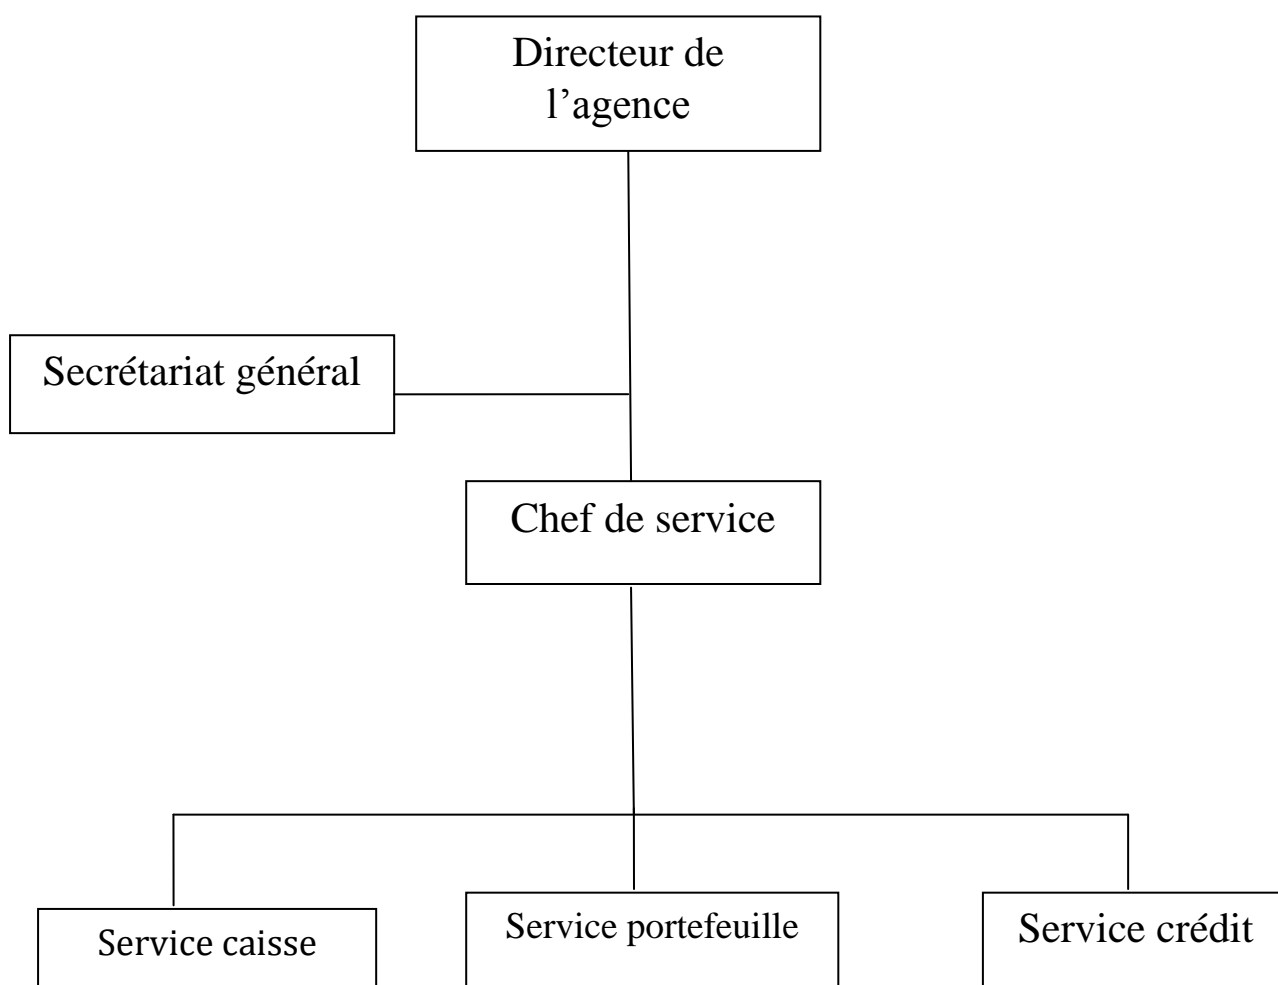 Directeur de
l’agence
Secrétariat général
Chef de service
Service caisse
Service portefeuille
Service crédit